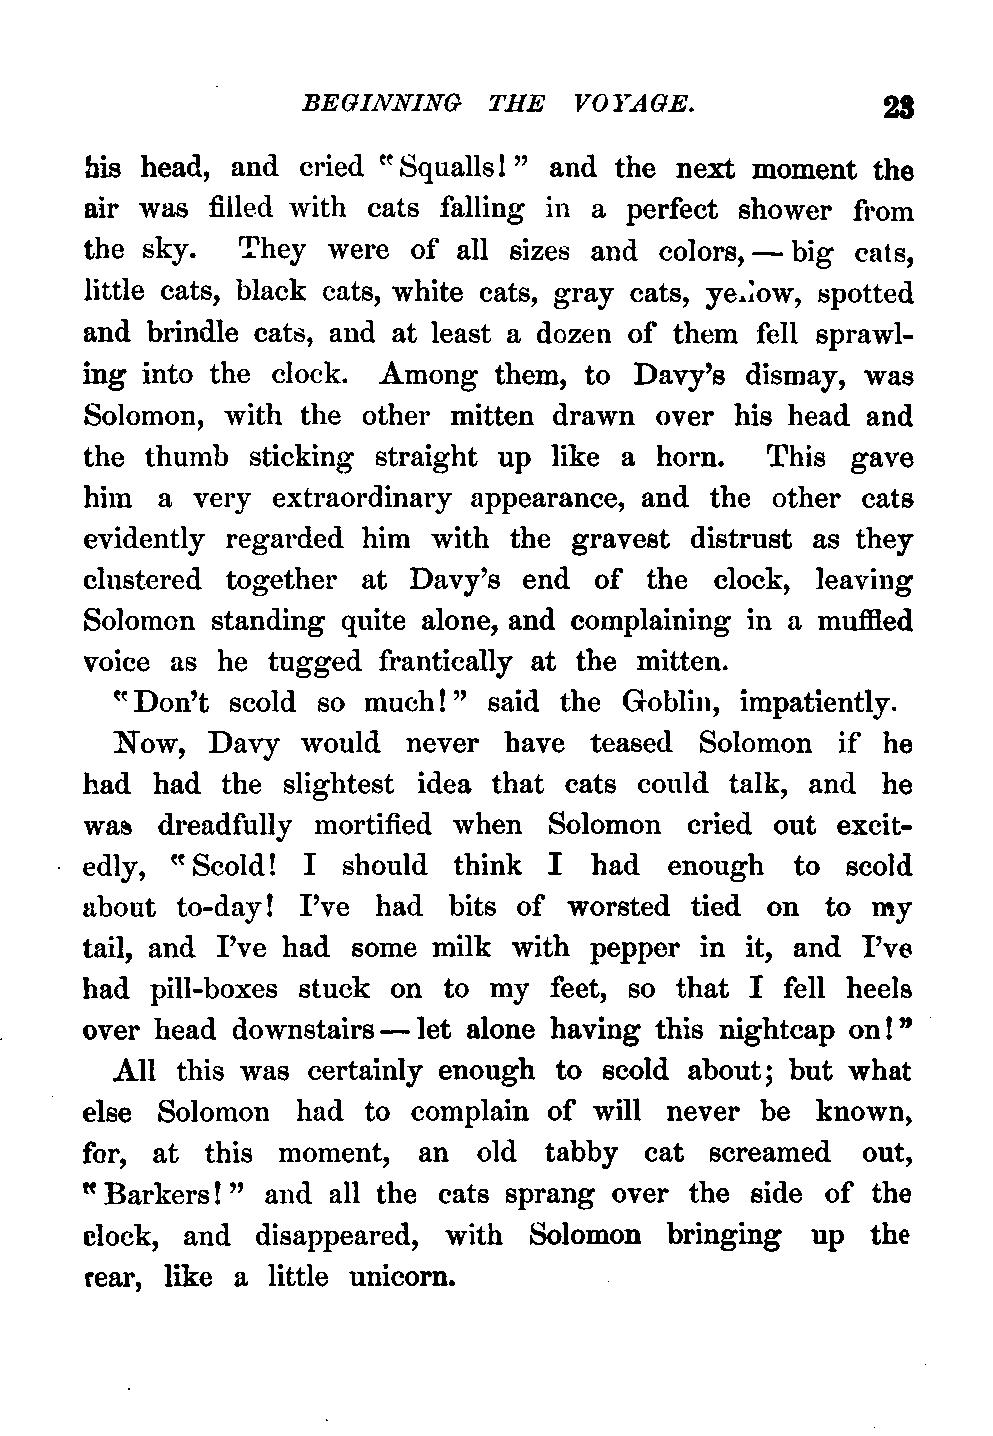 BEGINNING THE VOYAGE. 23
his head, and cried "Squalls!" and the next moment the
air was filled with cats falling in a perfect shower from
the sky. They were of all sizes and colors, — big cats,
little cats, black cats, white cats, gray cats, yellow, spotted
and brindle cats, and at least a dozen of them fell sprawl-
ing into the clock. Among them, to Davy's dismay, was
Solomon, with the other mitten drawn over his head and
the thumb sticking straight up like a horn. This gave
him a very extraordinary appearance, and the other cats
evidently regarded him with the gravest distrust as they
clustered together at Davy's end of the clock, leaving
Solomon standing quite alone, and complaining in a muffled
voice as he tugged frantically at the mitten.
"Don't scold so much!" said the Goblin, impatiently.
Now, Davy would never have teased Solomon if he
had had the slightest idea that cats could talk, and he
was dreadfully mortified when Solomon cried out excit-
edly, "Scold! I should think I had enough to scold
about to-day! I've had bits of worsted tied on to my
tail, and I've had some milk with pepper in it, and I've
had pill-boxes stuck on to my feet, so that I fell heels
over head downstairs — let alone having this nightcap on!"
All this was certainly enough to scold about; but what
else Solomon had to complain of will never be known,
for, at this moment, an old tabby cat screamed out,
"Barkers!" and all the cats sprang over the side of the
clock, and disappeared, with Solomon bringing up the
rear, like a little unicorn.